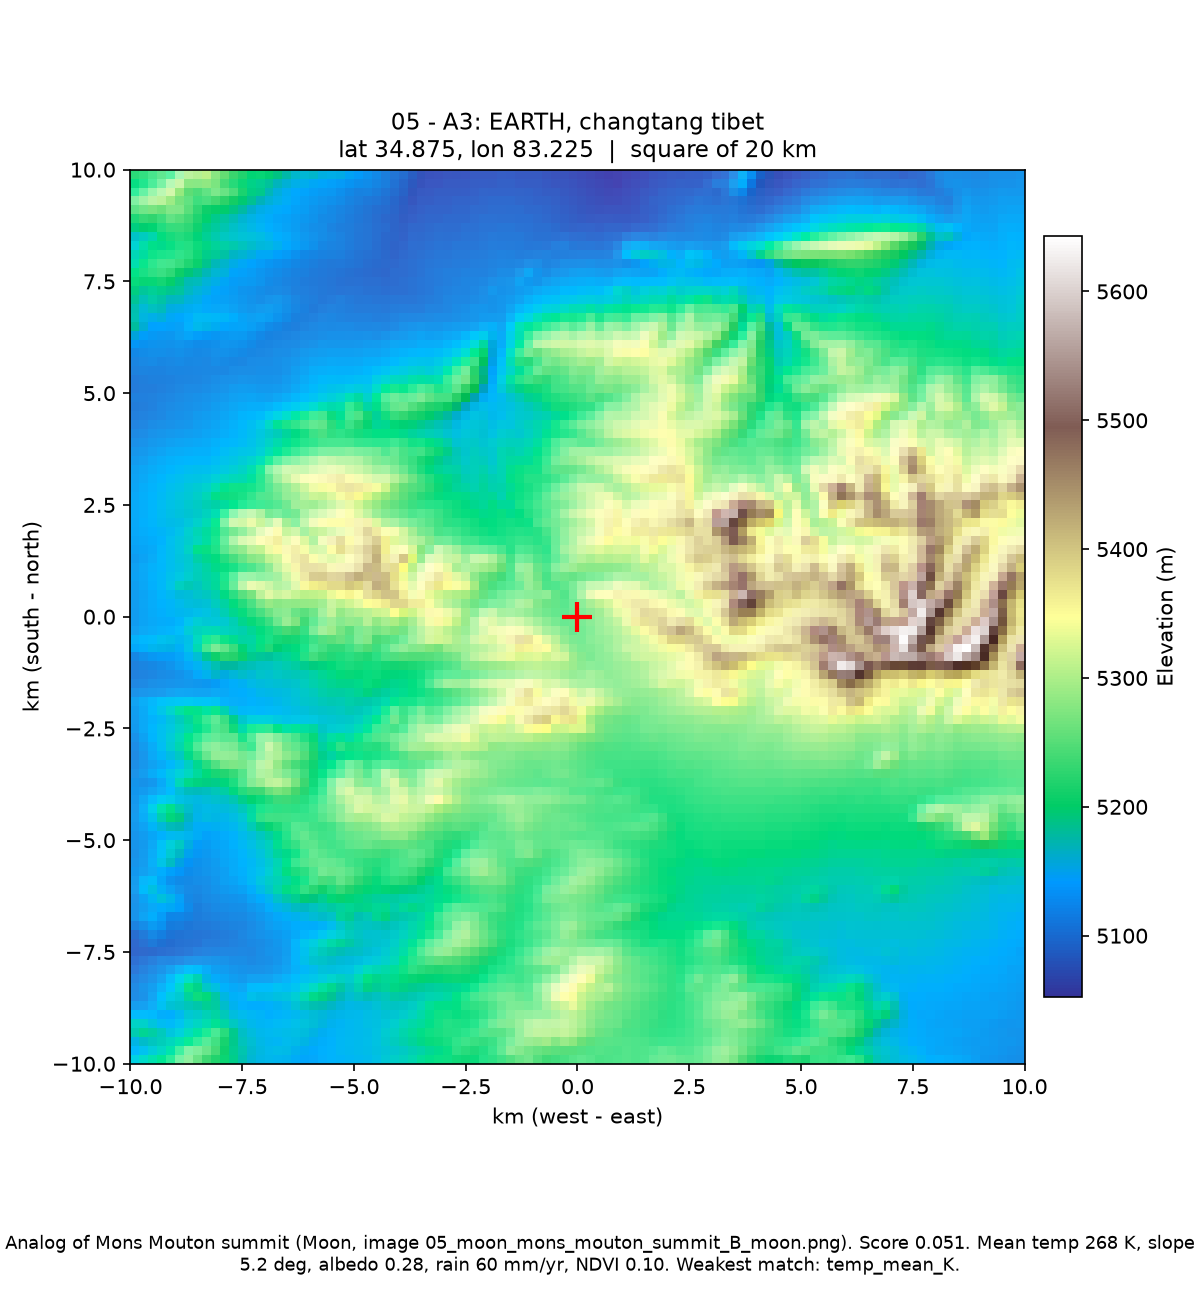 05 - A3: EARTH, changtang tibet
lat 34.875, lon 83.225  |  square of 20 km
10.0
7.5
5.0
2.5
0.0
−2.5
−5.0
−7.5
−10.0
km (south - north)
−10.0 −7.5 −5.0 −2.5 0.0 2.5 5.0 7.5 10.0
km (west - east)
5600
5500
5400
5300
5200
5100
Elevation (m)
Analog of Mons Mouton summit (Moon, image 05_moon_mons_mouton_summit_B_moon.png). Score 0.051. Mean temp 268 K, slope
5.2 deg, albedo 0.28, rain 60 mm/yr, NDVI 0.10. Weakest match: temp_mean_K.